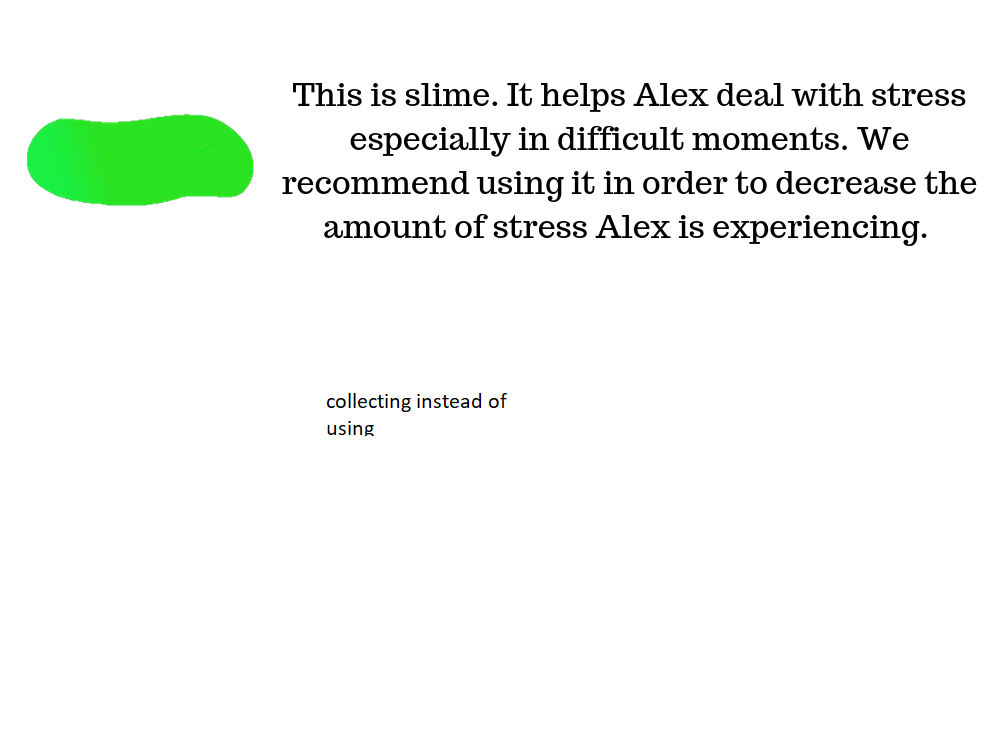 This is slime. It helps Alex deal with stress
especially in difficult moments. We
recommend using it in order to decrease the
amount of stress Alex is experiencing.
collecting instead of
using